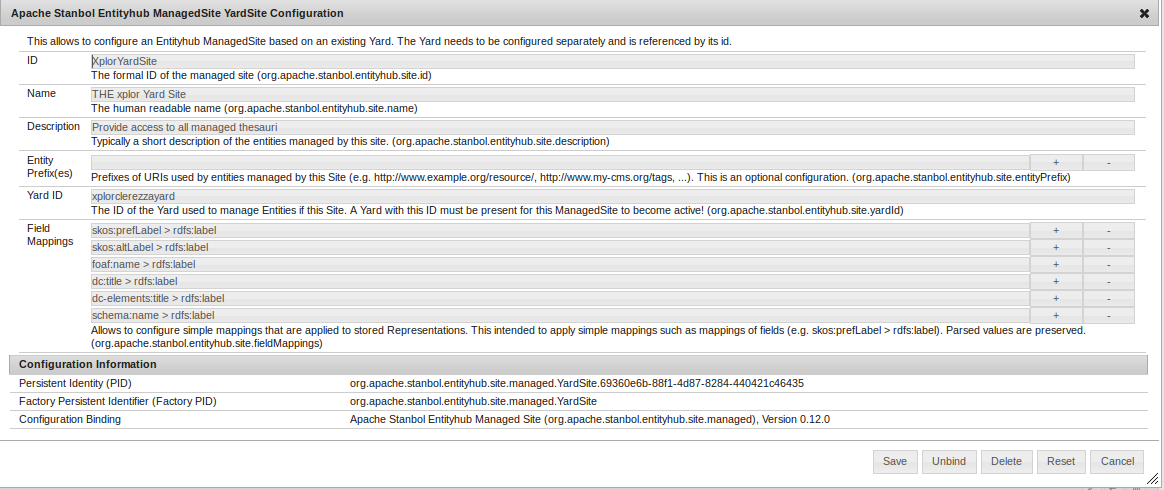 Apache Stanbol Entityhub ManagedSite YardSite Configuration
This allows to configure an Entityhub ManagedSite based on an existing Yard. The Yard needs to be configured separately and is referenced by its id.
ID
XplorYardSite
The formal ID of the managed site (org.apache.stanbol.entityhub.site.id)
Name
THE xplor Yard Site
The human readable name (org.apache.stanbol.entityhub.site.name)
Description
Provide access to all managed thesauri
Typically a short description of the entities managed by this site. (org.apache.stanbol.entityhub.site.description)
Entity
Prefix(es)
+ -
Prefixes of URIs used by entities managed by this Site (e.g. http://www.example.org/resource/, http://www.my-cms.org/tags, ...). This is an optional configuration. (org.apache.stanbol.entityhub.site.entityPrefix)
Yard ID
xplorclerezzayard
The ID of the Yard used to manage Entities if this Site. A Yard with this ID must be present for this ManagedSite to become active! (org.apache.stanbol.entityhub.site.yardId)
Field
Mappings
skos:prefLabel > rdfs:label + -
skos:altLabel > rdfs:label + -
foaf:name > rdfs:label + -
dc:title > rdfs:label + -
dc-elements:title > rdfs:label + -
schema:name > rdfs:label + -
Allows to configure simple mappings that are applied to stored Representations. This intended to apply simple mappings such as mappings of fields (e.g. skos:prefLabel > rdfs:label). Parsed values are preserved.
(org.apache.stanbol.entityhub.site.fieldMappings)
Configuration Information
Persistent Identity (PID) org.apache.stanbol.entityhub.site.managed.YardSite.69360e6b-88f1-4d87-8284-440421c46435
Factory Persistent Identifier (Factory PID) org.apache.stanbol.entityhub.site.managed.YardSite
Configuration Binding Apache Stanbol Entityhub Managed Site (org.apache.stanbol.entityhub.site.managed), Version 0.12.0
Save Unbind Delete Reset Cancel